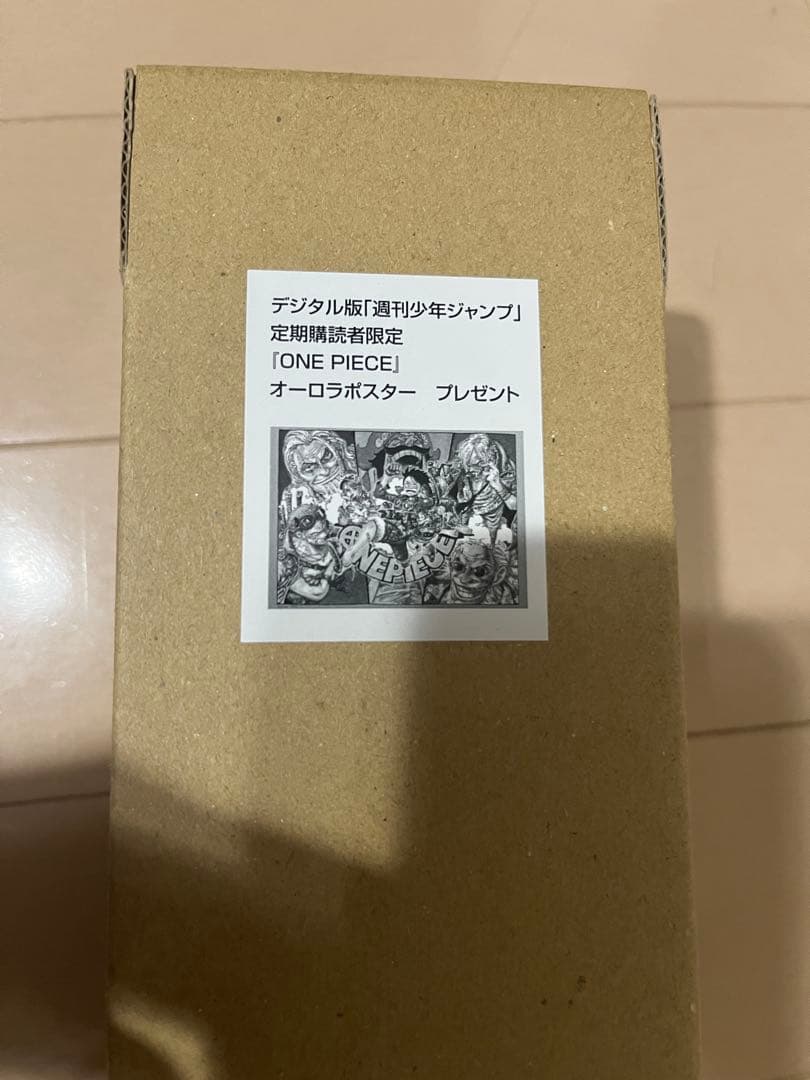 デジタル版「週刊少年ジャンプ」
定期購読者限定
『ONE PIECE』
オーロラポスター　プレゼント
ONE PIECE